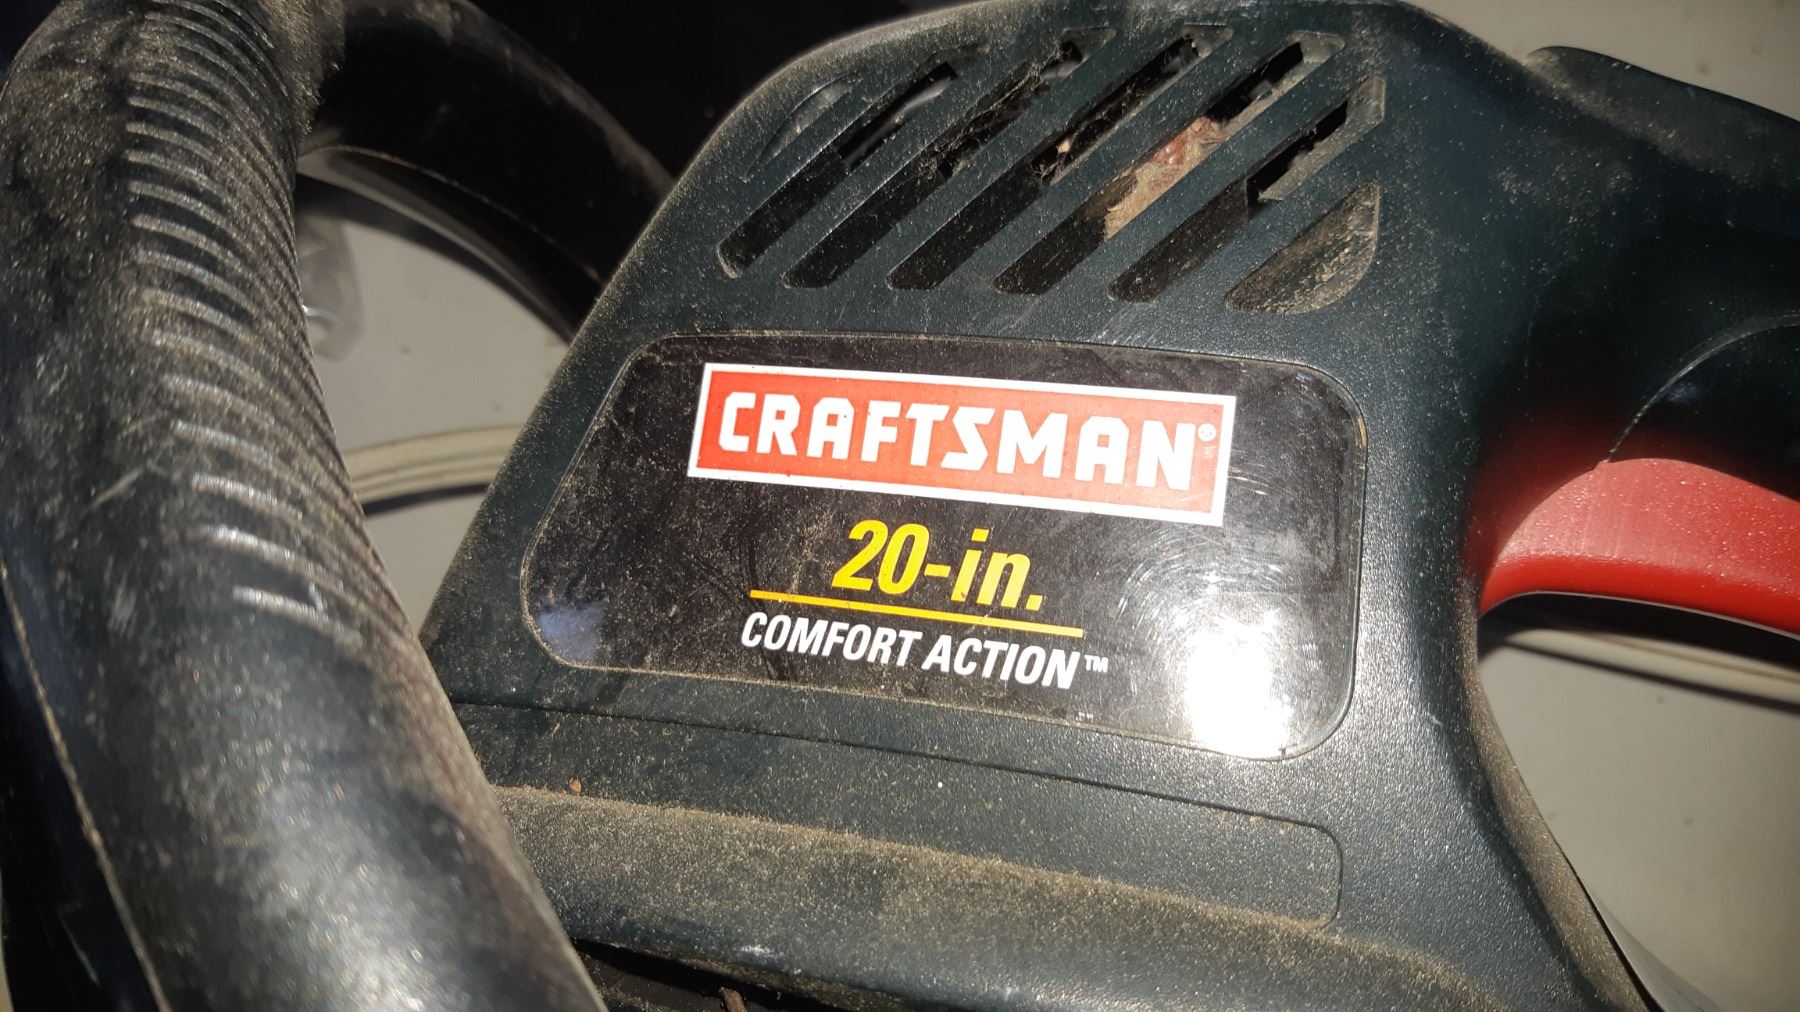 CRAFTSMAN®
20-in.
COMFORT ACTION™